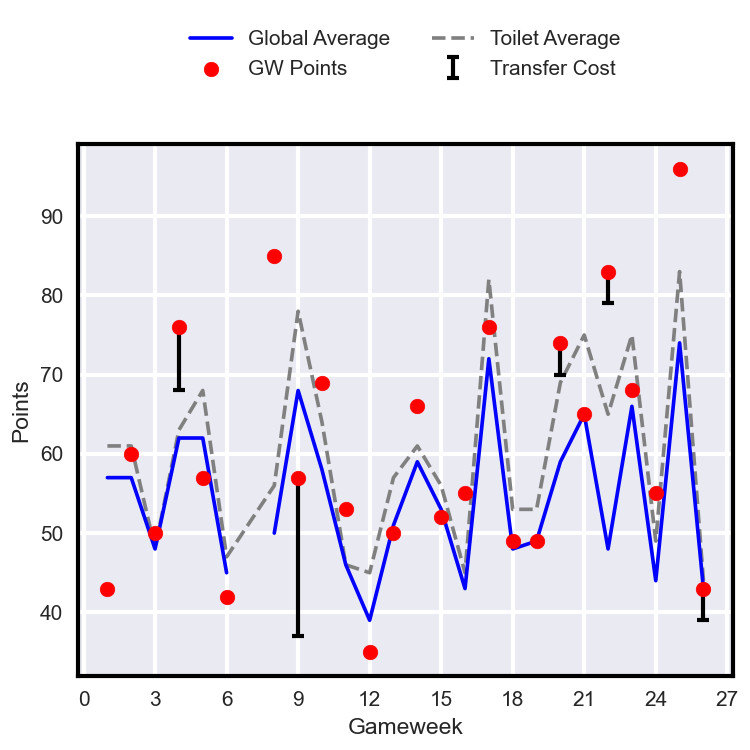 Global Average
Toilet Average
GW Points
Transfer Cost
90
80
70
60
50
40
Points
0 3 6 9 12 15 18 21 24 27
Gameweek